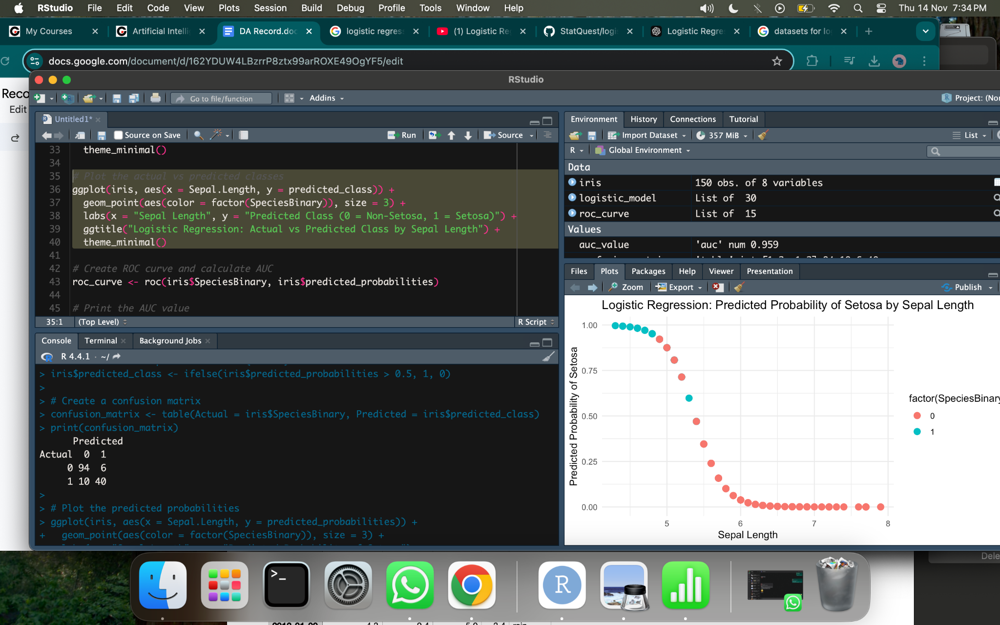 RStudio File Edit Code View Plots Session Build Debug Profile Tools Window Help Thu 14 Nov 7:34 PM
My Courses Artificial Intelli DA Record.doc logistic regres (1) Logistic Re StatQuest/logi Logistic Regre datasets for lo
docs.google.com/document/d/162YDUW4LBzrrP8ztx99arROXE49OgYF5/edit
RStudio
Reco
Edit
Go to file/function Addins Project: (No
Untitled1*
Source on Save Run Source
33 theme_minimal()
34
35 # Plot the actual vs predicted classes
36 ggplot(iris, aes(x = Sepal.Length, y = predicted_class)) +
37 geom_point(aes(color = factor(SpeciesBinary)), size = 3) +
38 labs(x = "Sepal Length", y = "Predicted Class (0 = Non-Setosa, 1 = Setosa)") +
39 ggtitle("Logistic Regression: Actual vs Predicted Class by Sepal Length") +
40 theme_minimal()
41
42 # Create ROC curve and calculate AUC
43 roc_curve <- roc(iris$SpeciesBinary, iris$predicted_probabilities)
44
45 # Print the AUC value
35:1 (Top Level) R Script
Console Terminal Background Jobs
R 4.4.1 · ~/
> iris$predicted_class <- ifelse(iris$predicted_probabilities > 0.5, 1, 0)
>
> # Create a confusion matrix
> confusion_matrix <- table(Actual = iris$SpeciesBinary, Predicted = iris$predicted_class)
> print(confusion_matrix)
Predicted
Actual 0 1
0 94 6
1 10 40
>
> # Plot the predicted probabilities
> ggplot(iris, aes(x = Sepal.Length, y = predicted_probabilities)) +
+ geom_point(aes(color = factor(SpeciesBinary)), size = 3) +
Environment History Connections Tutorial
Import Dataset 357 MiB List
R Global Environment
Data
iris 150 obs. of 8 variables
logistic_model List of 30
roc_curve List of 15
Values
auc_value 'auc' num 0.959
Files Plots Packages Help Viewer Presentation
Zoom Export Publish
Logistic Regression: Predicted Probability of Setosa by Sepal Length
Predicted Probability of Setosa
1.00
0.75
0.50
0.25
0.00
5 6 7 8
Sepal Length
factor(SpeciesBinary
0
1
Dele
>_
R